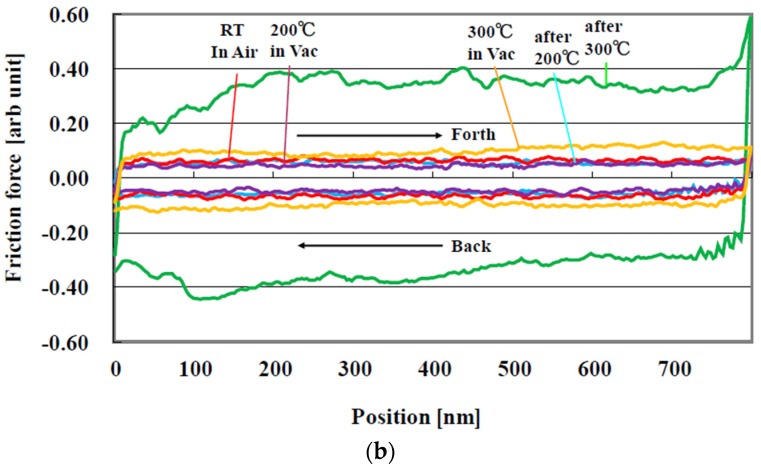 0.60
0.40
0.20
0.00
-0.20
-0.40
-0.60
Friction force [arb unit]
RT
In Air
200℃
in Vac
300℃
in Vac
after
200℃
after
300℃
Forth
Back
0
100
200
300
400
500
600
700
Position [nm]
(b)